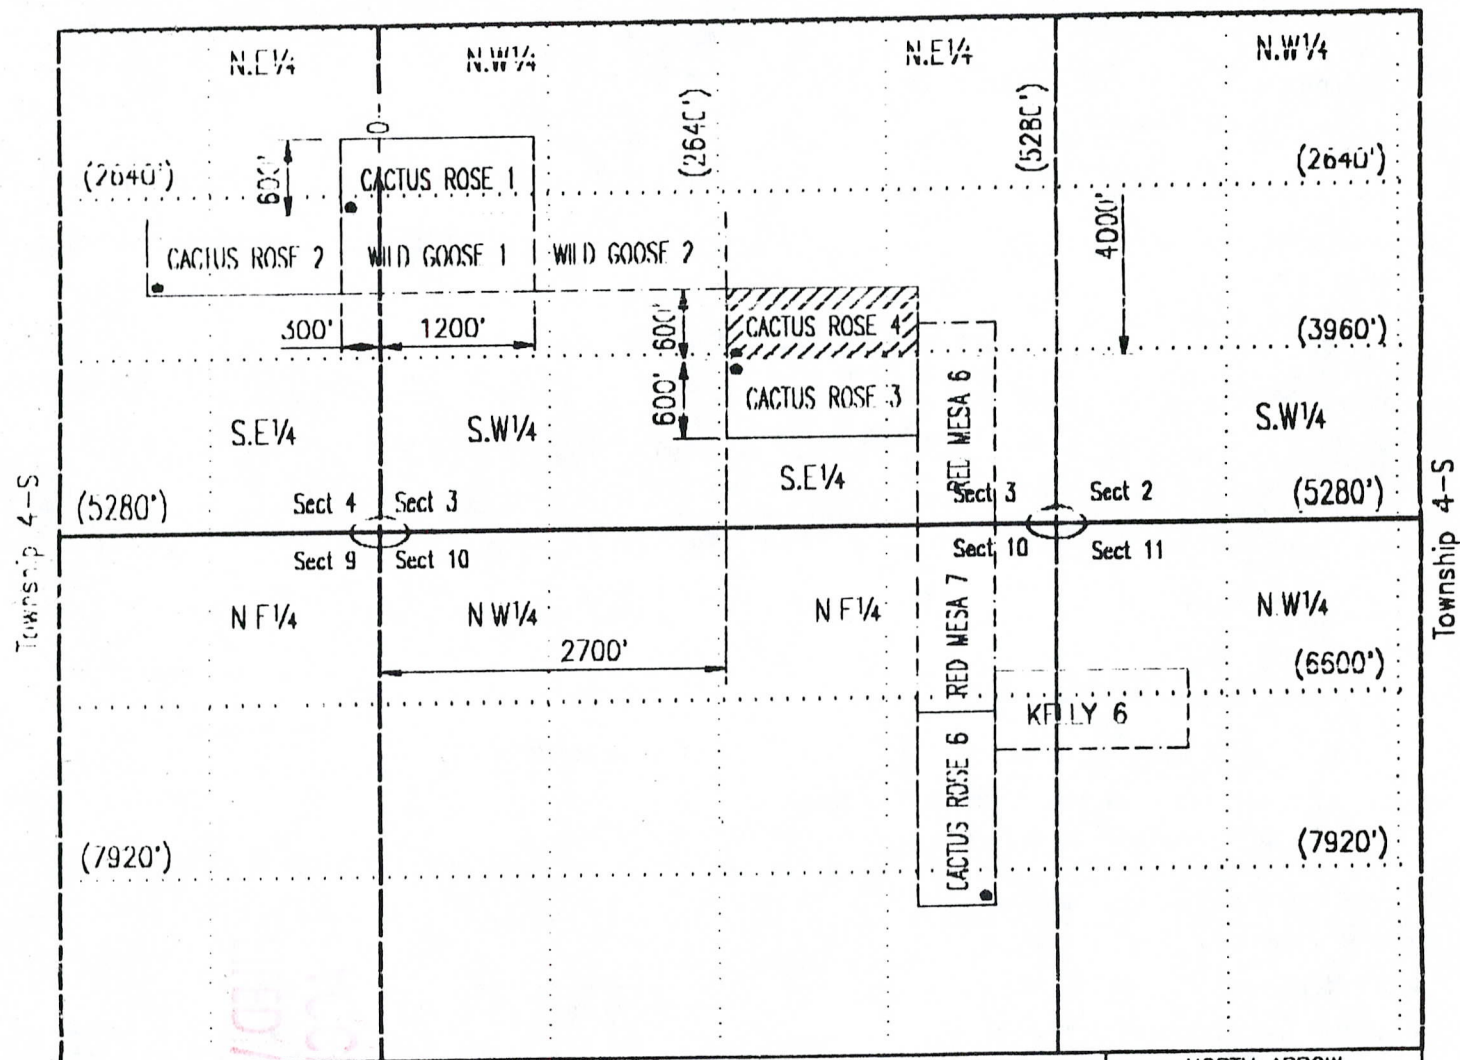 N.E¼
N.W¼
N.E¼
N.W¼
0
(2640')
(5280')
(2640')
(2640')
600'
CACTUS ROSE 1
4000'
CACTUS ROSE 2
WILD GOOSE 1
WILD GOOSE 2
300'
1200'
600'
CACTUS ROSE 4
(3960')
600'
CACTUS ROSE 3
RED MESA 6
S.E¼
S.W¼
S.E¼
S.W¼
Township 4-S
(5280')
Sect 4
Sect 3
Sect 3
Sect 2
(5280')
Township 4-S
Sect 9
Sect 10
Sect 10
Sect 11
N.E¼
N.W¼
N.E¼
N.W¼
RED MESA 7
2700'
(6600')
KELLY 6
CACTUS ROSE 6
(7920')
(7920')
NORTH ARROW